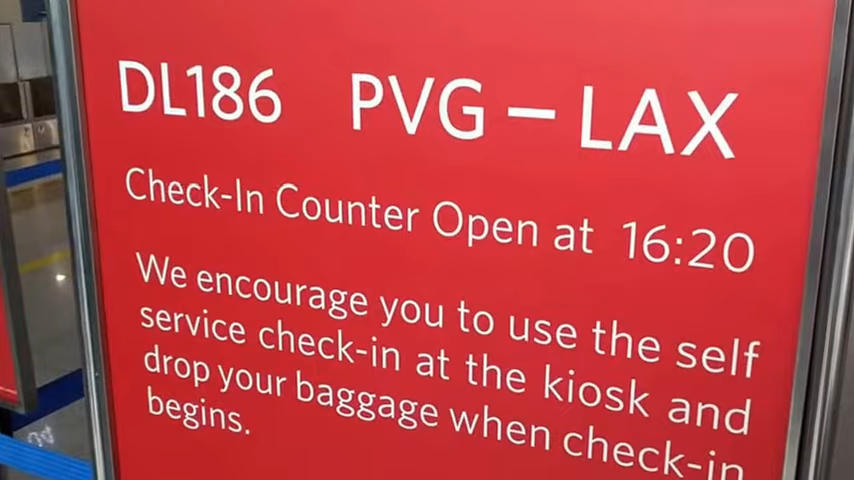 DL186 PVG – LAX
Check-In Counter Open at 16:20
We encourage you to use the self
service check-in at the kiosk and
drop your baggage when check-in
begins.